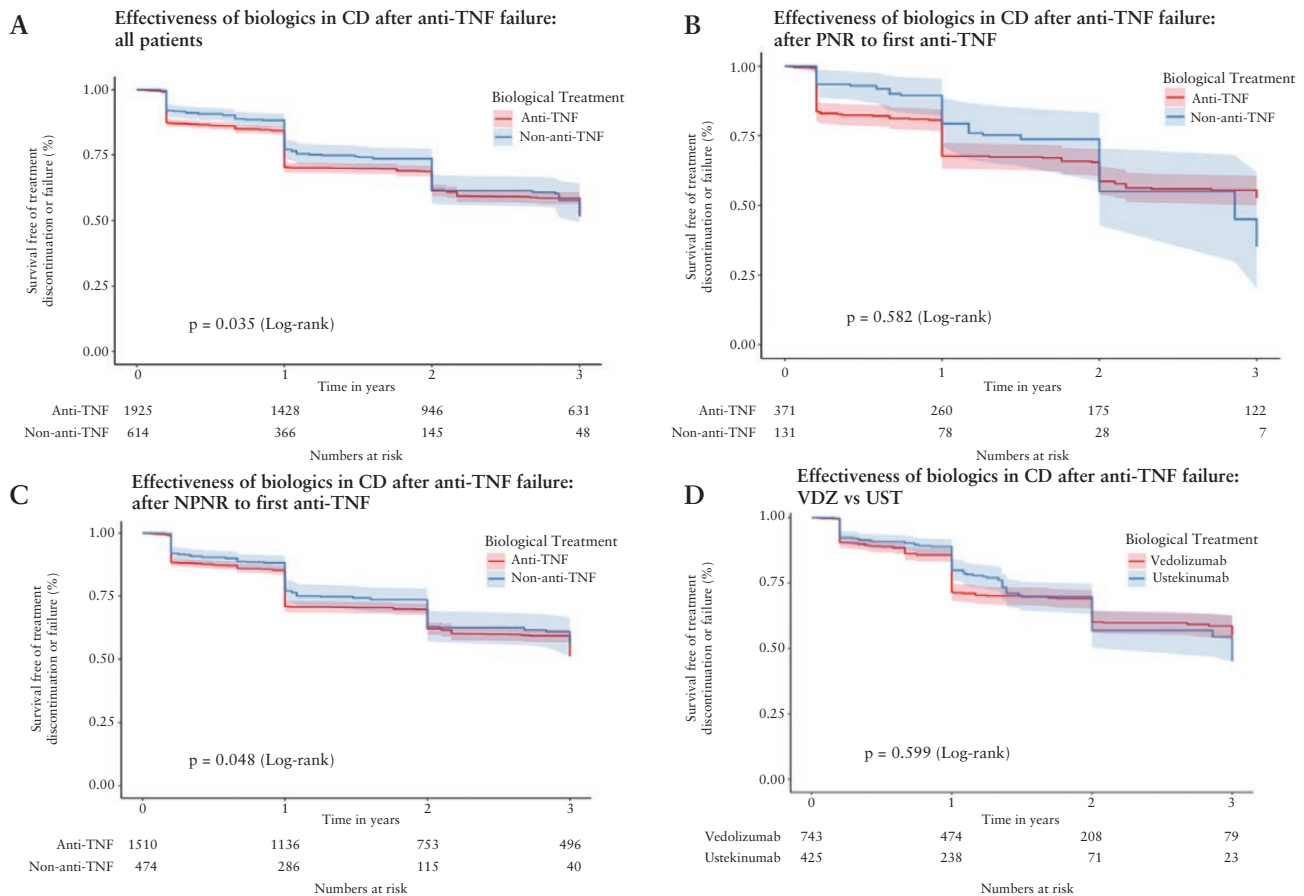 A
Effectiveness of biologics in CD after anti-TNF failure:
all patients
Survival free of treatment
discontinuation or failure (%)
1.00
0.75
0.50
0.25
0.00
Biological Treatment
Anti-TNF
Non-anti-TNF
p = 0.035 (Log-rank)
0 1 2 3
Time in years
Anti-TNF 1925 1428 946 631
Non-anti-TNF 614 366 145 48
Numbers at risk
B
Effectiveness of biologics in CD after anti-TNF failure:
after PNR to first anti-TNF
Survival free of treatment
discontinuation or failure (%)
1.00
0.75
0.50
0.25
0.00
Biological Treatment
Anti-TNF
Non-anti-TNF
p = 0.582 (Log-rank)
0 1 2 3
Time in years
Anti-TNF 371 260 175 122
Non-anti-TNF 131 78 28 7
Numbers at risk
C
Effectiveness of biologics in CD after anti-TNF failure:
after NPNR to first anti-TNF
Survival free of treatment
discontinuation or failure (%)
1.00
0.75
0.50
0.25
0.00
Biological Treatment
Anti-TNF
Non-anti-TNF
p = 0.048 (Log-rank)
0 1 2 3
Time in years
Anti-TNF 1510 1136 753 496
Non-anti-TNF 474 286 115 40
Numbers at risk
D
Effectiveness of biologics in CD after anti-TNF failure:
VDZ vs UST
Survival free of treatment
discontinuation or failure (%)
1.00
0.75
0.50
0.25
0.00
Biological Treatment
Vedolizumab
Ustekinumab
p = 0.599 (Log-rank)
0 1 2 3
Time in years
Vedolizumab 743 474 208 79
Ustekinumab 425 238 71 23
Numbers at risk